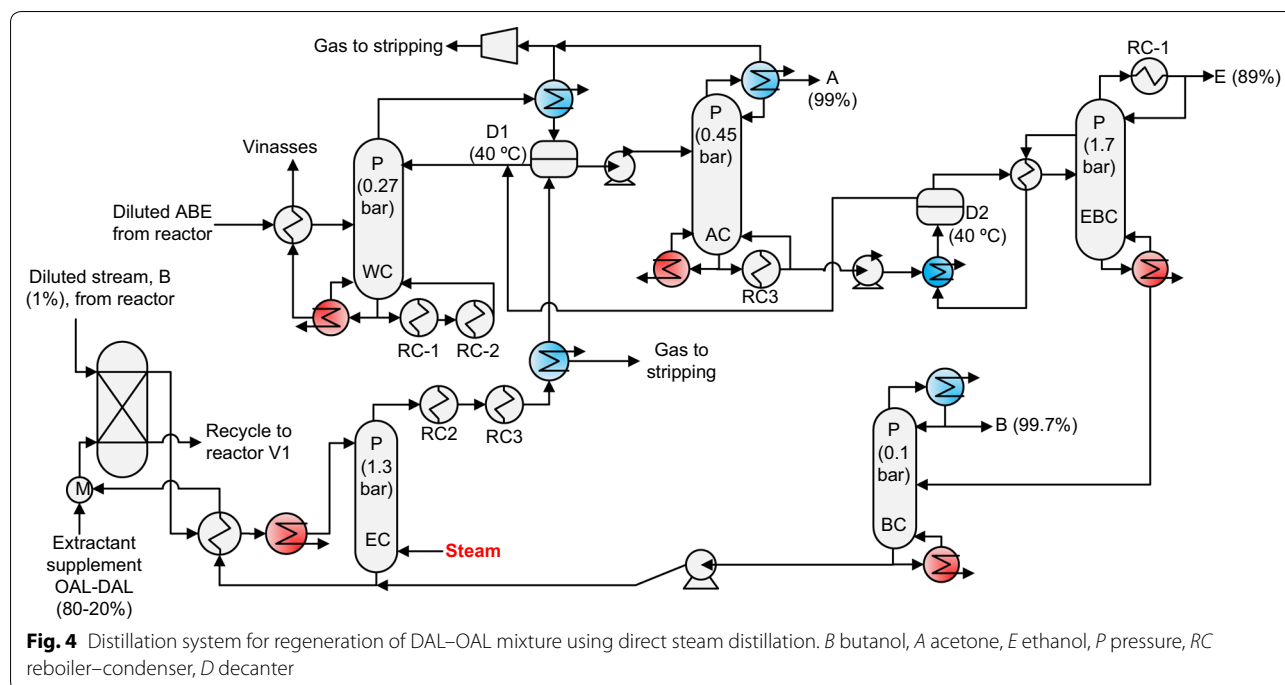 Gas to stripping
RC-1
A
(99%)
E (89%)
P
(0.45
bar)
AC
P
(1.7
bar)
EBC
D1
(40 ºC)
P
(0.27
bar)
WC
Vinasses
Diluted ABE
from reactor
D2
(40 ºC)
RC3
Diluted stream, B
(1%), from reactor
RC-1
RC-2
Gas to
stripping
RC2
RC3
Recycle to
reactor V1
P
(1.3
bar)
EC
B (99.7%)
P
(0.1
bar)
BC
M
Steam
Extractant
supplement
OAL-DAL
(80-20%)
Fig. 4 Distillation system for regeneration of DAL–OAL mixture using direct steam distillation. B butanol, A acetone, E ethanol, P pressure, RC
reboiler–condenser, D decanter